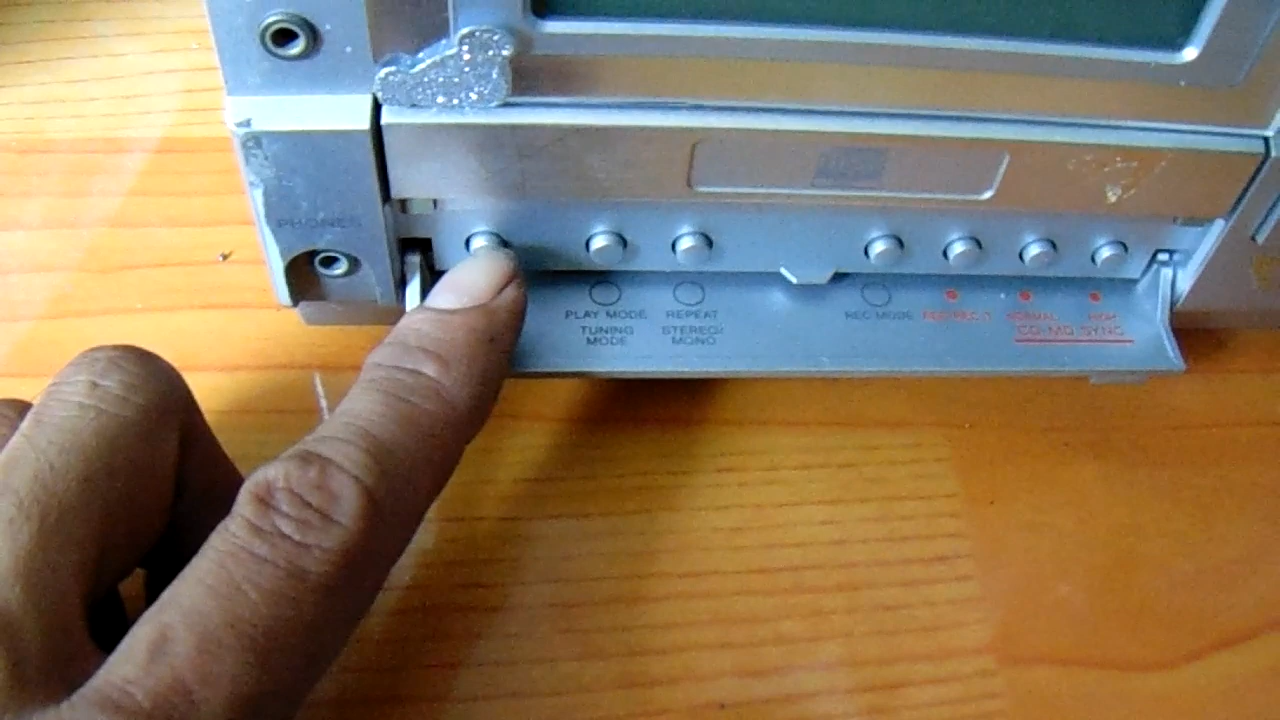 PHONES
PLAY MODE
TUNING
MODE
REPEAT
STEREO/
MONO
REC MODE
NORMAL
HIGH
CD-MD SYNC